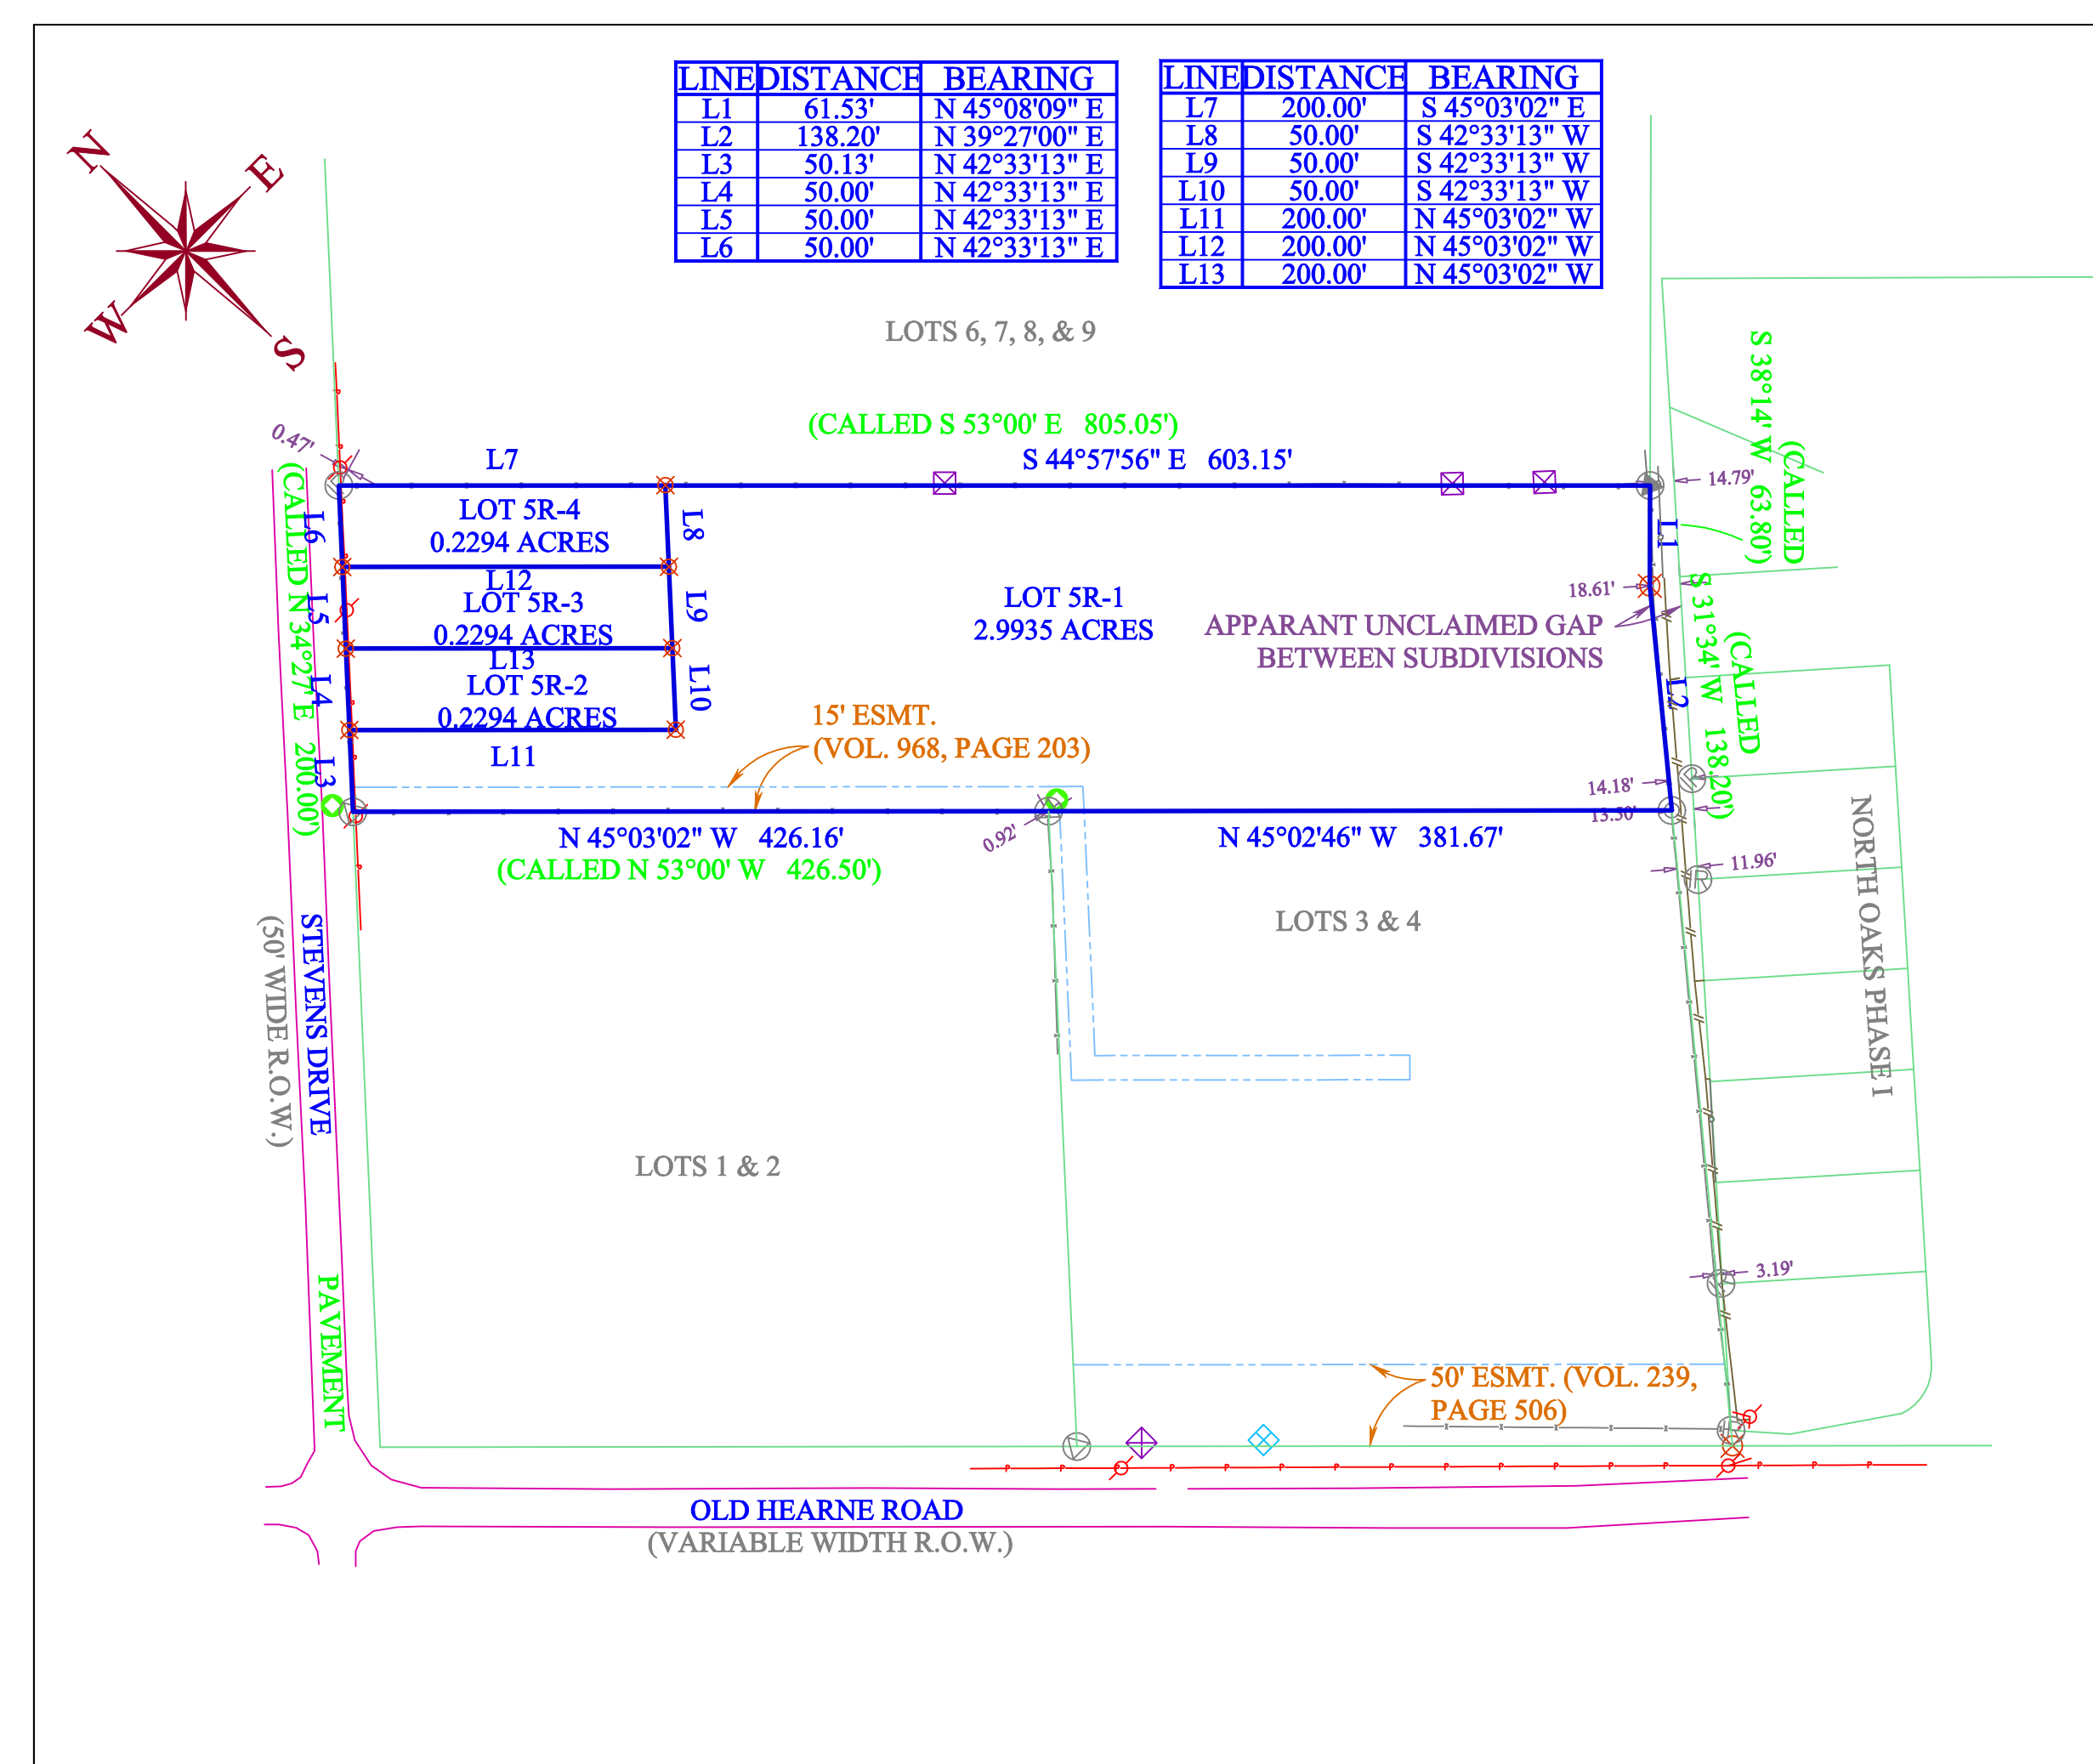 LINE DISTANCE BEARING
L1 61.53' N 45°08'09" E
L2 138.20' N 39°27'00" E
L3 50.13' N 42°33'13" E
L4 50.00' N 42°33'13" E
L5 50.00' N 42°33'13" E
L6 50.00' N 42°33'13" E
LINE DISTANCE BEARING
L7 200.00' S 45°03'02" E
L8 50.00' S 42°33'13" W
L9 50.00' S 42°33'13" W
L10 50.00' S 42°33'13" W
L11 200.00' N 45°03'02" W
L12 200.00' N 45°03'02" W
L13 200.00' N 45°03'02" W
N
E
W
S
LOTS 6, 7, 8, & 9
(CALLED S 53°00' E 805.05')
S 44°57'56" E 603.15'
L7
0.47'
(CALLED N 34°27' E 200.00')
L6
L5
L4
L3
LOT 5R-4
0.2294 ACRES
L12
LOT 5R-3
0.2294 ACRES
L13
LOT 5R-2
0.2294 ACRES
L11
L8
L9
L10
LOT 5R-1
2.9935 ACRES
15' ESMT.
(VOL. 968, PAGE 203)
APPARANT UNCLAIMED GAP
BETWEEN SUBDIVISIONS
14.79'
18.61'
L1
L2
(CALLED
S 38°14' W 63.80')
(CALLED
S 31°34' W 138.20')
14.18'
13.50'
11.96'
3.19'
0.92'
N 45°03'02" W 426.16'
(CALLED N 53°00' W 426.50')
N 45°02'46" W 381.67'
LOTS 3 & 4
LOTS 1 & 2
NORTH OAKS PHASE I
STEVENS DRIVE
(50' WIDE R.O.W.)
PAVEMENT
50' ESMT. (VOL. 239,
PAGE 506)
OLD HEARNE ROAD
(VARIABLE WIDTH R.O.W.)